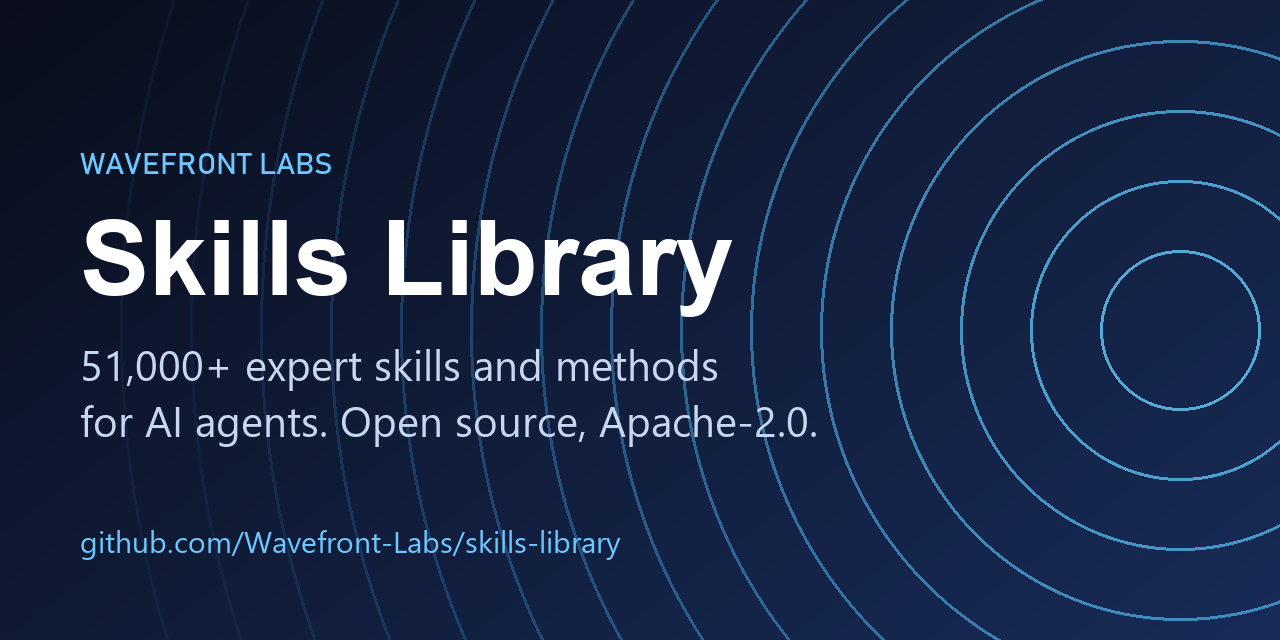 WAVEFRONT LABS
Skills Library
51,000+ expert skills and methods
for AI agents. Open source, Apache-2.0.
github.com/Wavefront-Labs/skills-library